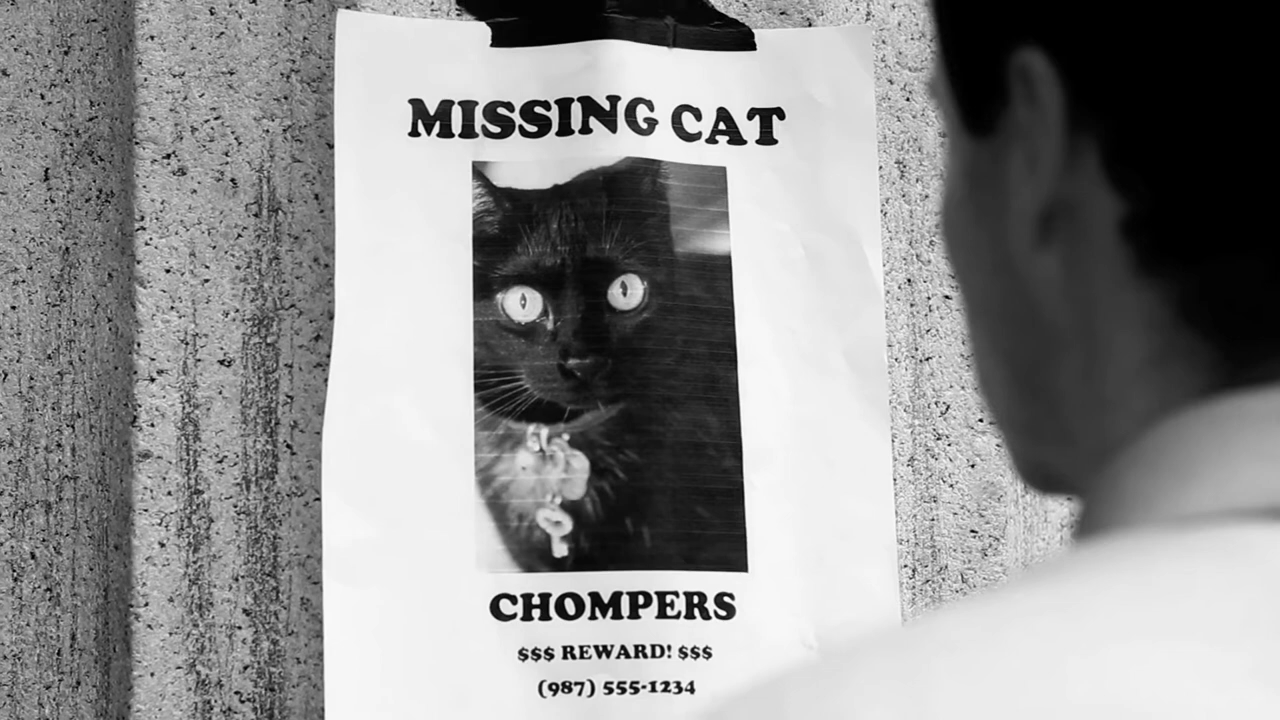 MISSING CAT
CHOMPERS
$$$ REWARD! $$$
(987) 555-1234